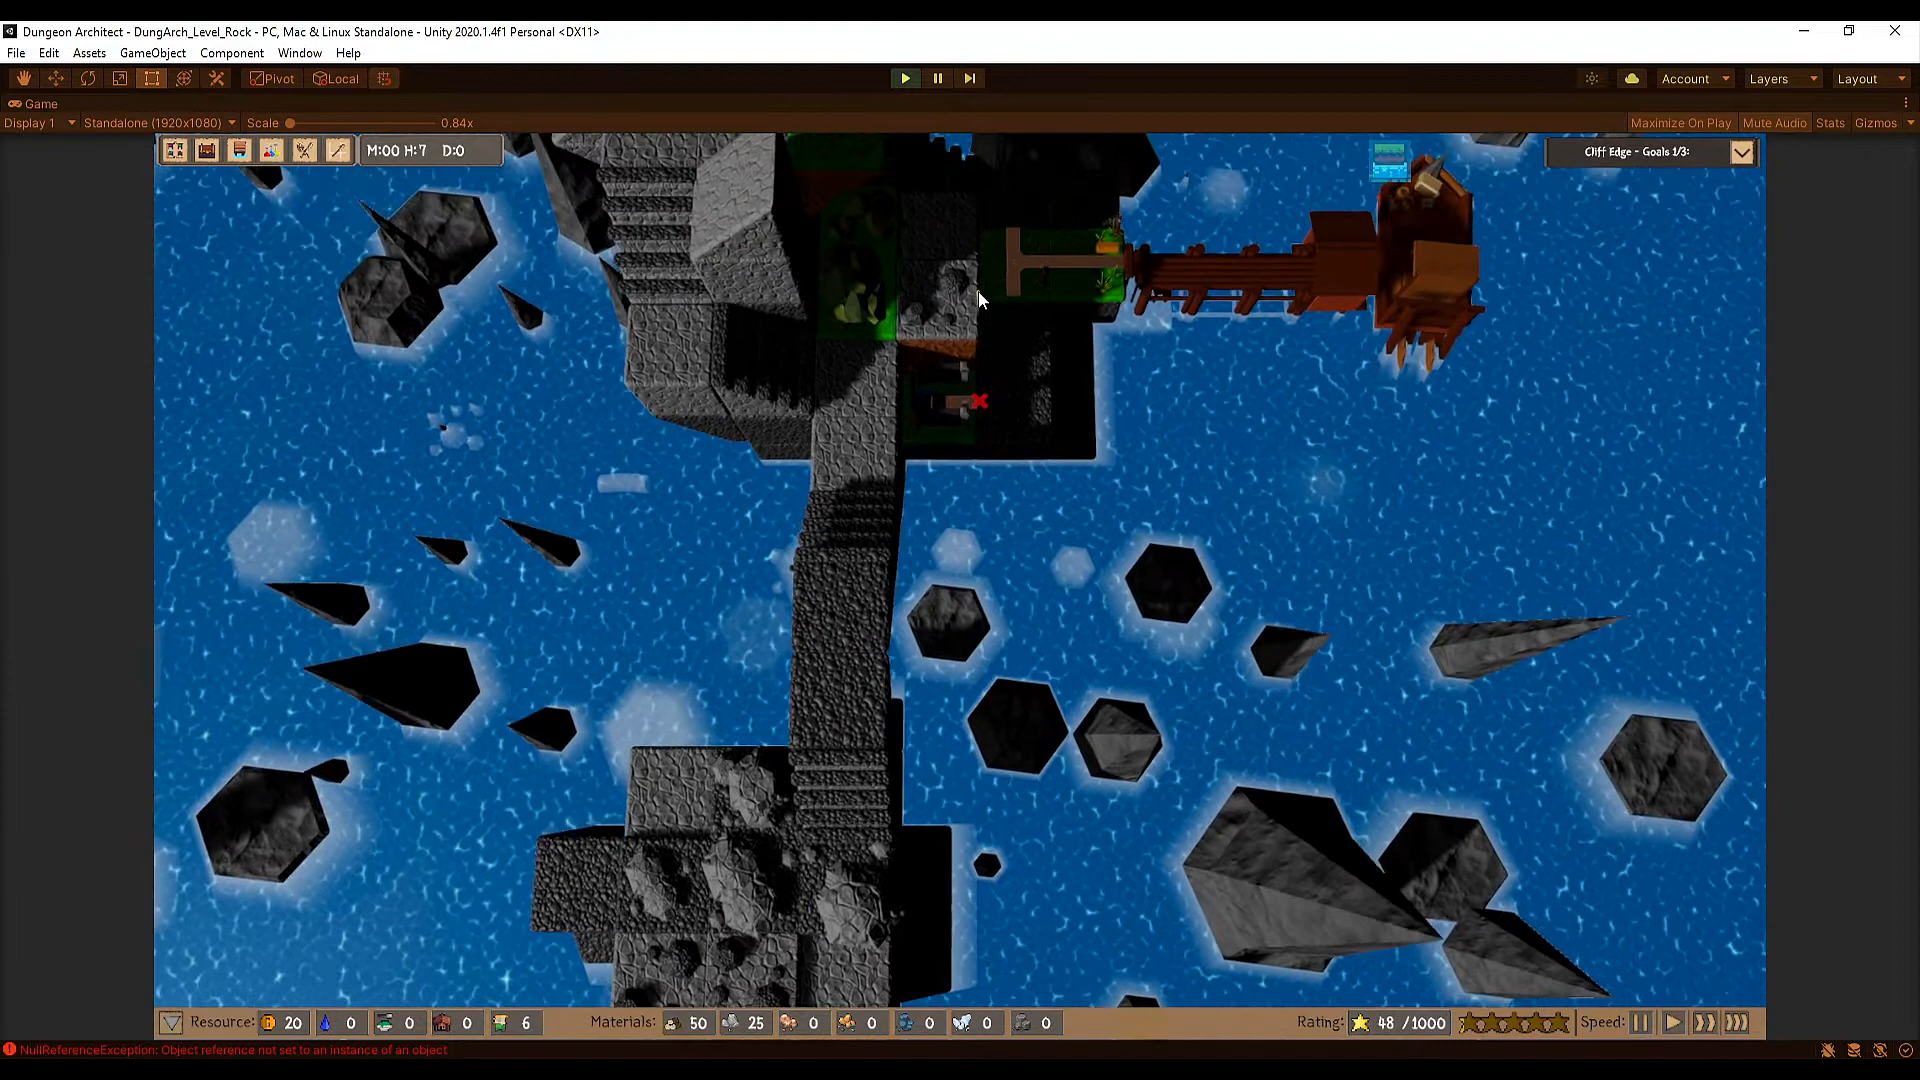 Dungeon Architect - DungArch_Level_Rock - PC, Mac & Linux Standalone - Unity 2020.1.4f1 Personal <DX11>
File Edit Assets GameObject Component Window Help
Pivot Local Account Layers Layout
Game
Display 1 Standalone (1920x1080) Scale 0.84x Maximize On Play Mute Audio Stats Gizmos
M:00 H:7 D:0 Cliff Edge - Goals 1/3:
Resource: 20 0 0 0 6 Materials: 50 25 0 0 0 0 0 Rating: 48 /1000 Speed:
NullReferenceException: Object reference not set to an instance of an object